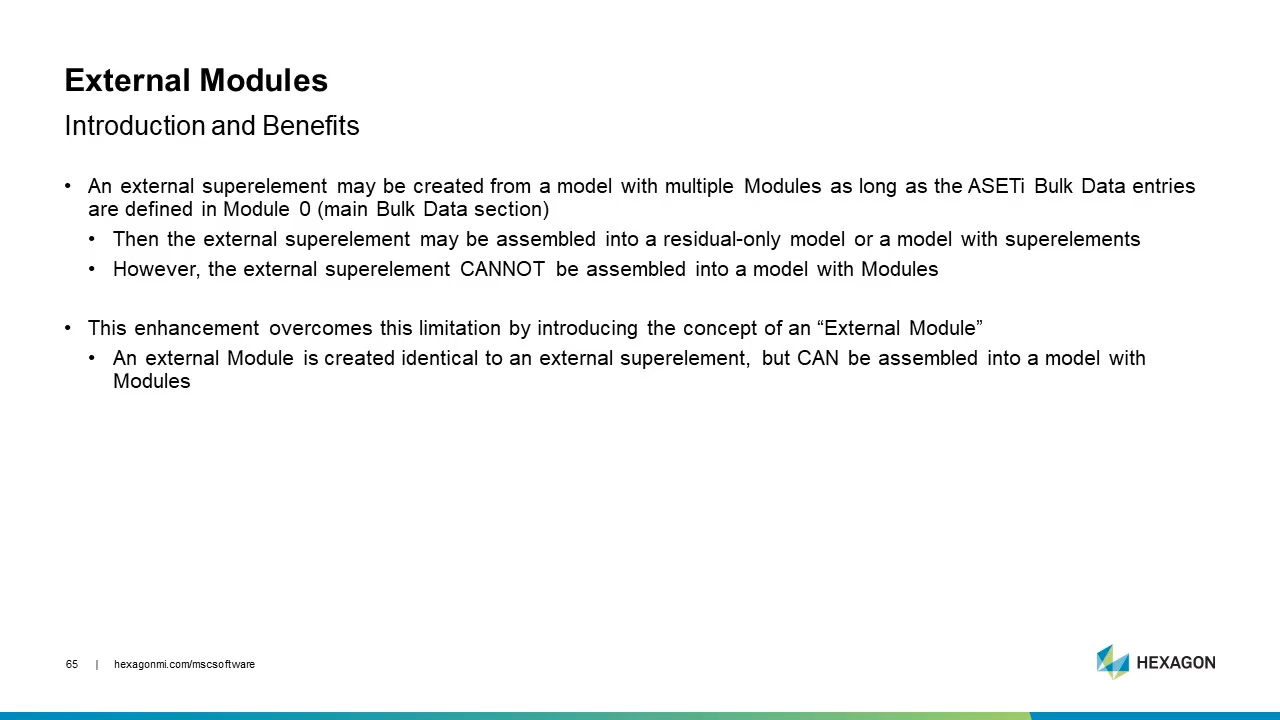 External Modules
Introduction and Benefits
• An external superelement may be created from a model with multiple Modules as long as the ASETi Bulk Data entries
are defined in Module 0 (main Bulk Data section)
• Then the external superelement may be assembled into a residual-only model or a model with superelements
• However, the external superelement CANNOT be assembled into a model with Modules
• This enhancement overcomes this limitation by introducing the concept of an “External Module”
• An external Module is created identical to an external superelement, but CAN be assembled into a model with
Modules
65 | hexagonmi.com/mscsoftware
HEXAGON